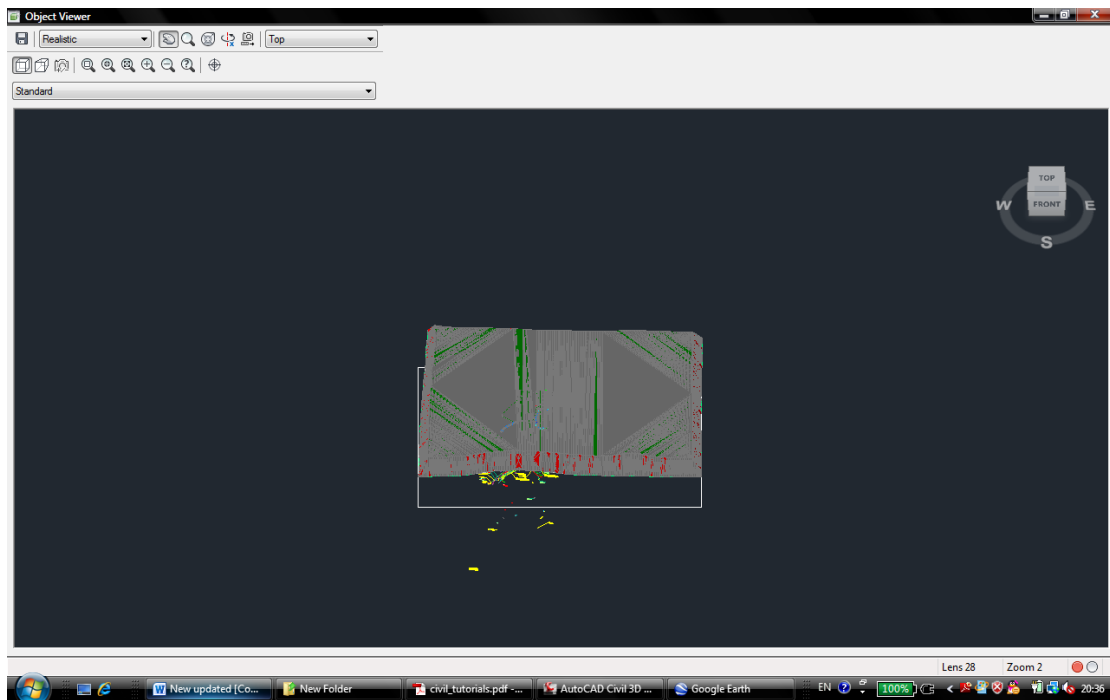 Object Viewer
Realistic
Top
Standard
TOP
W
FRONT
E
S
Lens 28
Zoom 2
New updated [Co...
New Folder
civil_tutorials.pdf -...
AutoCAD Civil 3D ...
Google Earth
EN
100%
20:36